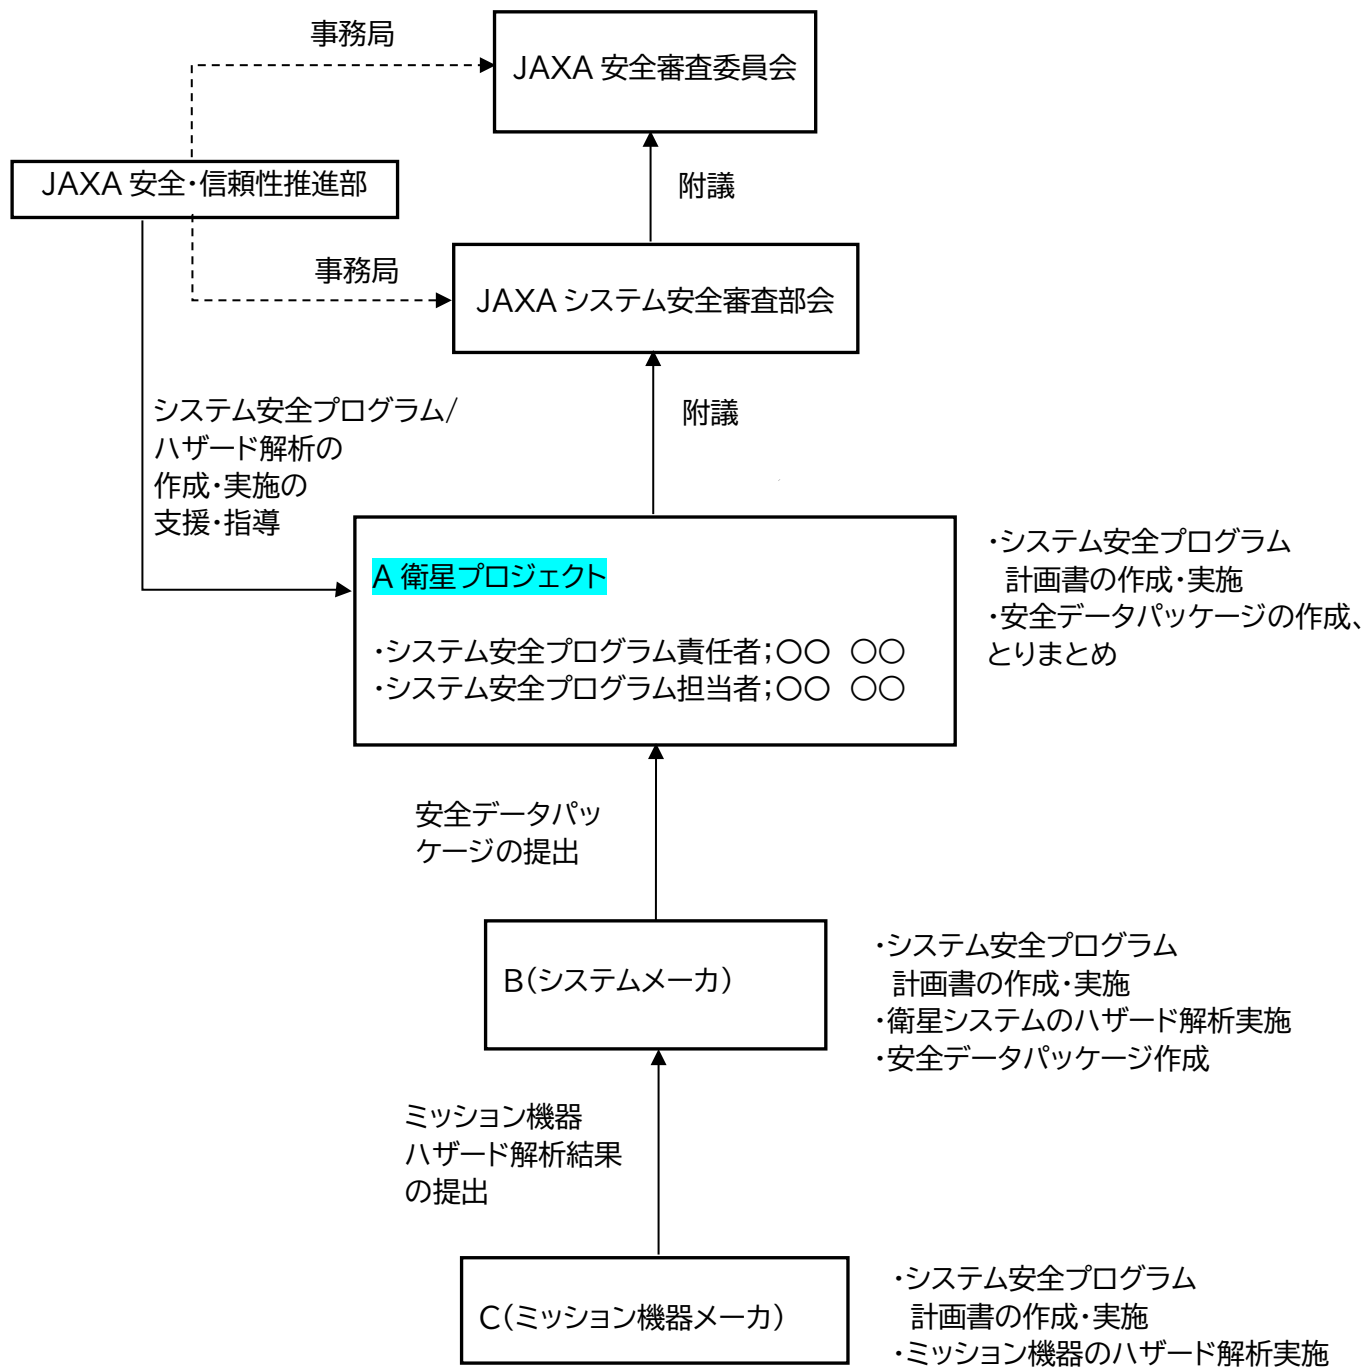 事務局
JAXA 安全審査委員会
JAXA 安全・信頼性推進部
附議
事務局
JAXA システム安全審査部会
システム安全プログラム/
ハザード解析の
作成・実施の
支援・指導
附議
A 衛星プロジェクト
・システム安全プログラム責任者;〇〇　〇〇
・システム安全プログラム担当者;〇〇　〇〇
・システム安全プログラム
計画書の作成・実施
・安全データパッケージの作成、
とりまとめ
安全データパッ
ケージの提出
B(システムメーカ)
・システム安全プログラム
計画書の作成・実施
・衛星システムのハザード解析実施
・安全データパッケージ作成
ミッション機器
ハザード解析結果
の提出
C(ミッション機器メーカ)
・システム安全プログラム
計画書の作成・実施
・ミッション機器のハザード解析実施